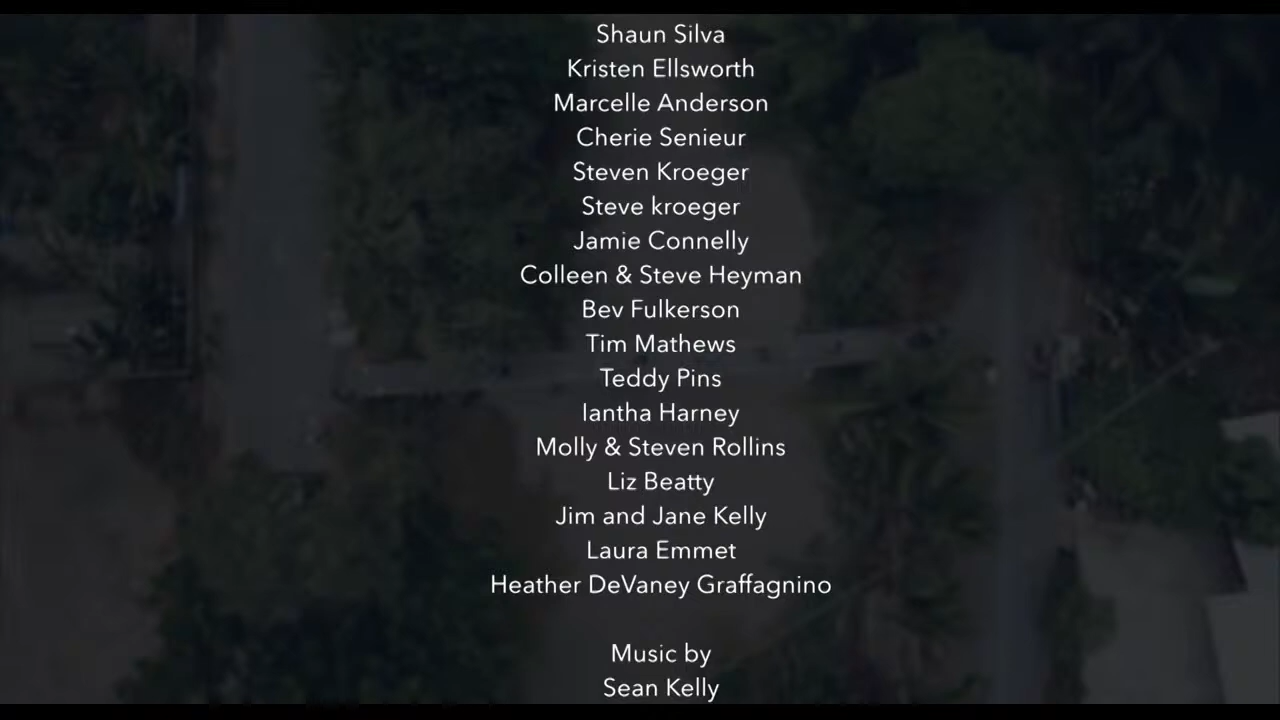 Shaun Silva
Kristen Ellsworth
Marcelle Anderson
Cherie Senieur
Steven Kroeger
Steve kroeger
Jamie Connelly
Colleen & Steve Heyman
Bev Fulkerson
Tim Mathews
Teddy Pins
Iantha Harney
Molly & Steven Rollins
Liz Beatty
Jim and Jane Kelly
Laura Emmet
Heather DeVaney Graffagnino
Music by
Sean Kelly